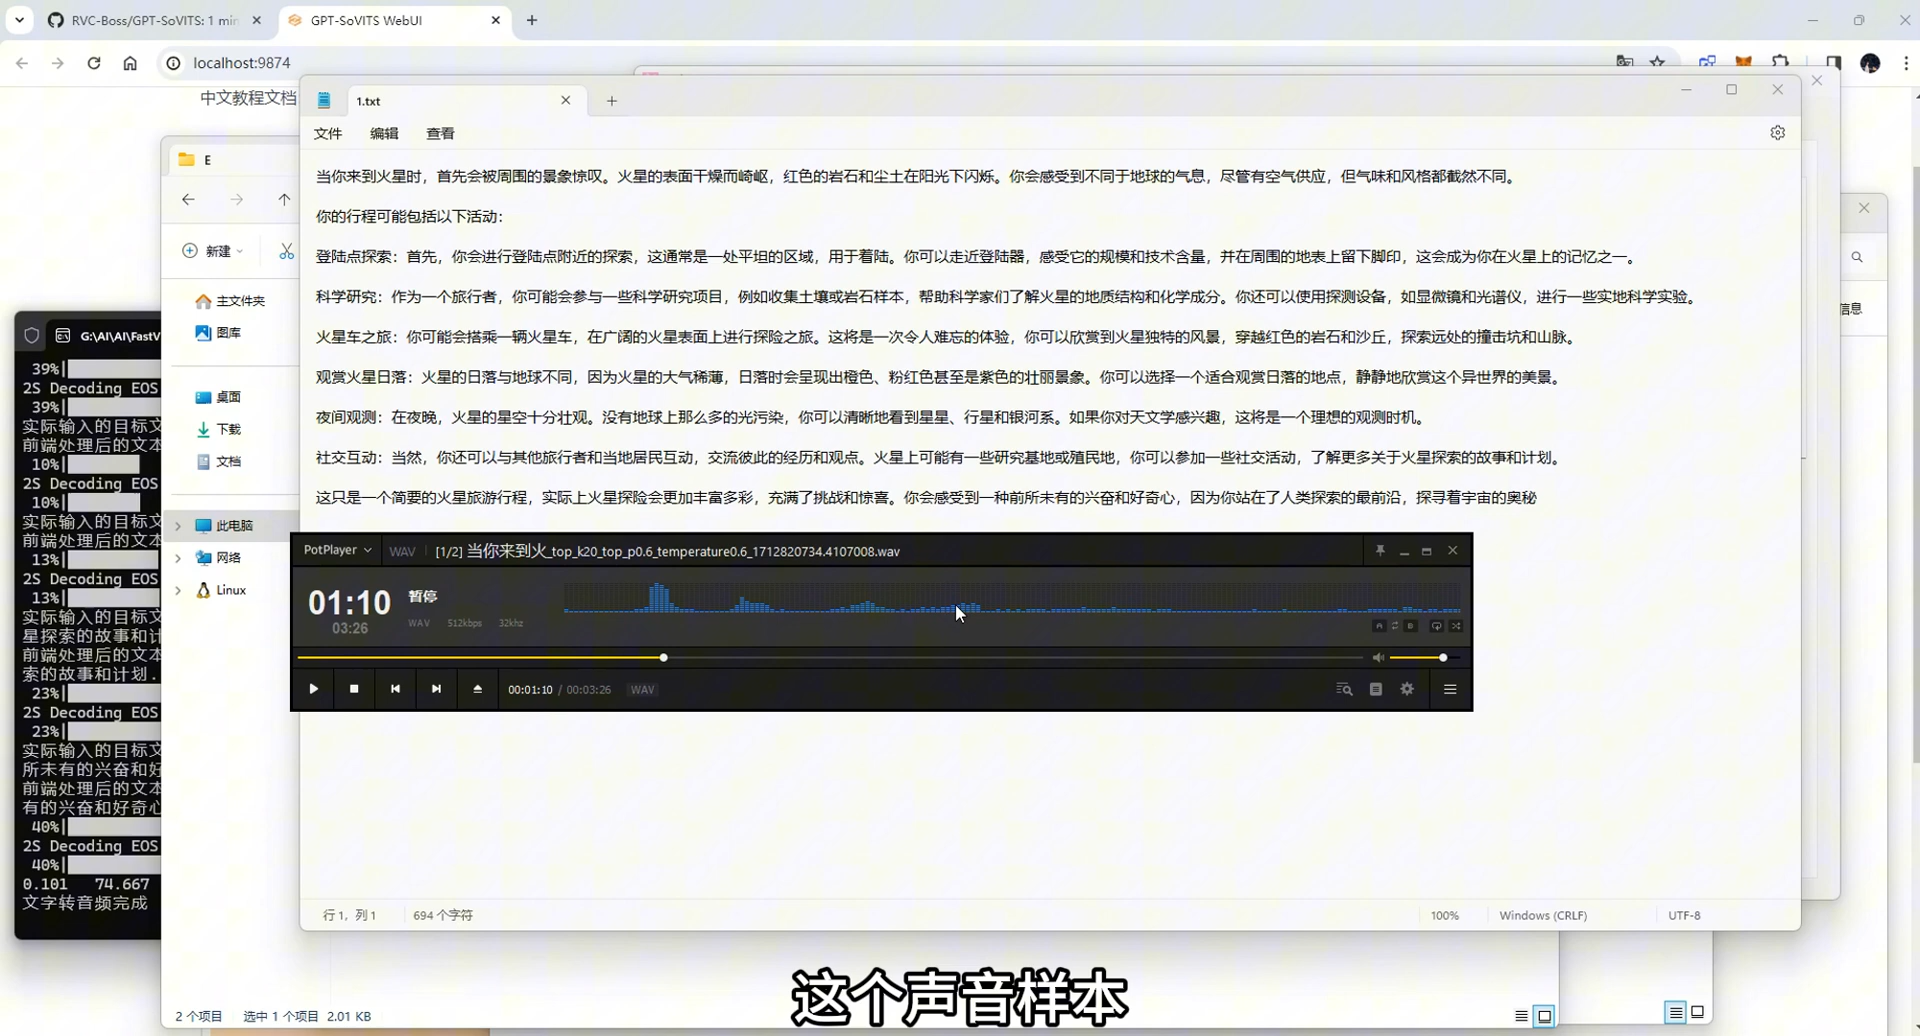 RVC-Boss/GPT-SoVITS: 1 min
GPT-SoVITS WebUI
localhost:9874
中文教程文档
1.txt
文件
编辑
查看
当你来到火星时，首先会被周围的景象惊叹。火星的表面干燥而崎岖，红色的岩石和尘土在阳光下闪烁。你会感受到不同于地球的气息，尽管有空气供应，但气味和风格都截然不同。
你的行程可能包括以下活动：
登陆点探索：首先，你会进行登陆点附近的探索，这通常是一处平坦的区域，用于着陆。你可以走近登陆器，感受它的规模和技术含量，并在周围的地表上留下脚印，这会成为你在火星上的记忆之一。
科学研究：作为一个旅行者，你可能会参与一些科学研究项目，例如收集土壤或岩石样本，帮助科学家们了解火星的地质结构和化学成分。你还可以使用探测设备，如显微镜和光谱仪，进行一些实地科学实验。
火星车之旅：你可能会搭乘一辆火星车，在广阔的火星表面上进行探险之旅。这将是一次令人难忘的体验，你可以欣赏到火星独特的风景，穿越红色的岩石和沙丘，探索远处的撞击坑和山脉。
观赏火星日落：火星的日落与地球不同，因为火星的大气稀薄，日落时会呈现出橙色、粉红色甚至是紫色的壮丽景象。你可以选择一个适合观赏日落的地点，静静地欣赏这个异世界的美景。
夜间观测：在夜晚，火星的星空十分壮观。没有地球上那么多的光污染，你可以清晰地看到星星、行星和银河系。如果你对天文学感兴趣，这将是一个理想的观测时机。
社交互动：当然，你还可以与其他旅行者和当地居民互动，交流彼此的经历和观点。火星上可能有一些研究基地或殖民地，你可以参加一些社交活动，了解更多关于火星探索的故事和计划。
这只是一个简要的火星旅游行程，实际上火星探险会更加丰富多彩，充满了挑战和惊喜。你会感受到一种前所未有的兴奋和好奇心，因为你站在了人类探索的最前沿，探寻着宇宙的奥秘
行 1，列 1
694 个字符
100%
Windows (CRLF)
UTF-8
E
新建
主文件夹
图库
桌面
下载
文档
此电脑
网络
Linux
2 个项目
选中 1 个项目 2.01 KB
信息
G:\AI\AI\FastV
39%|
2S Decoding EOS
39%|
实际输入的目标文
前端处理后的文本
10%|
2S Decoding EOS
10%|
实际输入的目标文
前端处理后的文本
13%|
2S Decoding EOS
13%|
实际输入的目标文
星探索的故事和计
前端处理后的文本
索的故事和计划.
23%|
2S Decoding EOS
23%|
实际输入的目标文
所未有的兴奋和好
前端处理后的文本
有的兴奋和好奇心
40%|
2S Decoding EOS
40%|
0.101 74.667
文字转音频完成
PotPlayer
WAV
[1/2] 当你来到火_top_k20_top_p0.6_temperature0.6_1712820734.4107008.wav
01:10
03:26
暂停
WAV 512kbps 32khz
A B
00:01:10 / 00:03:26 WAV
这个声音样本